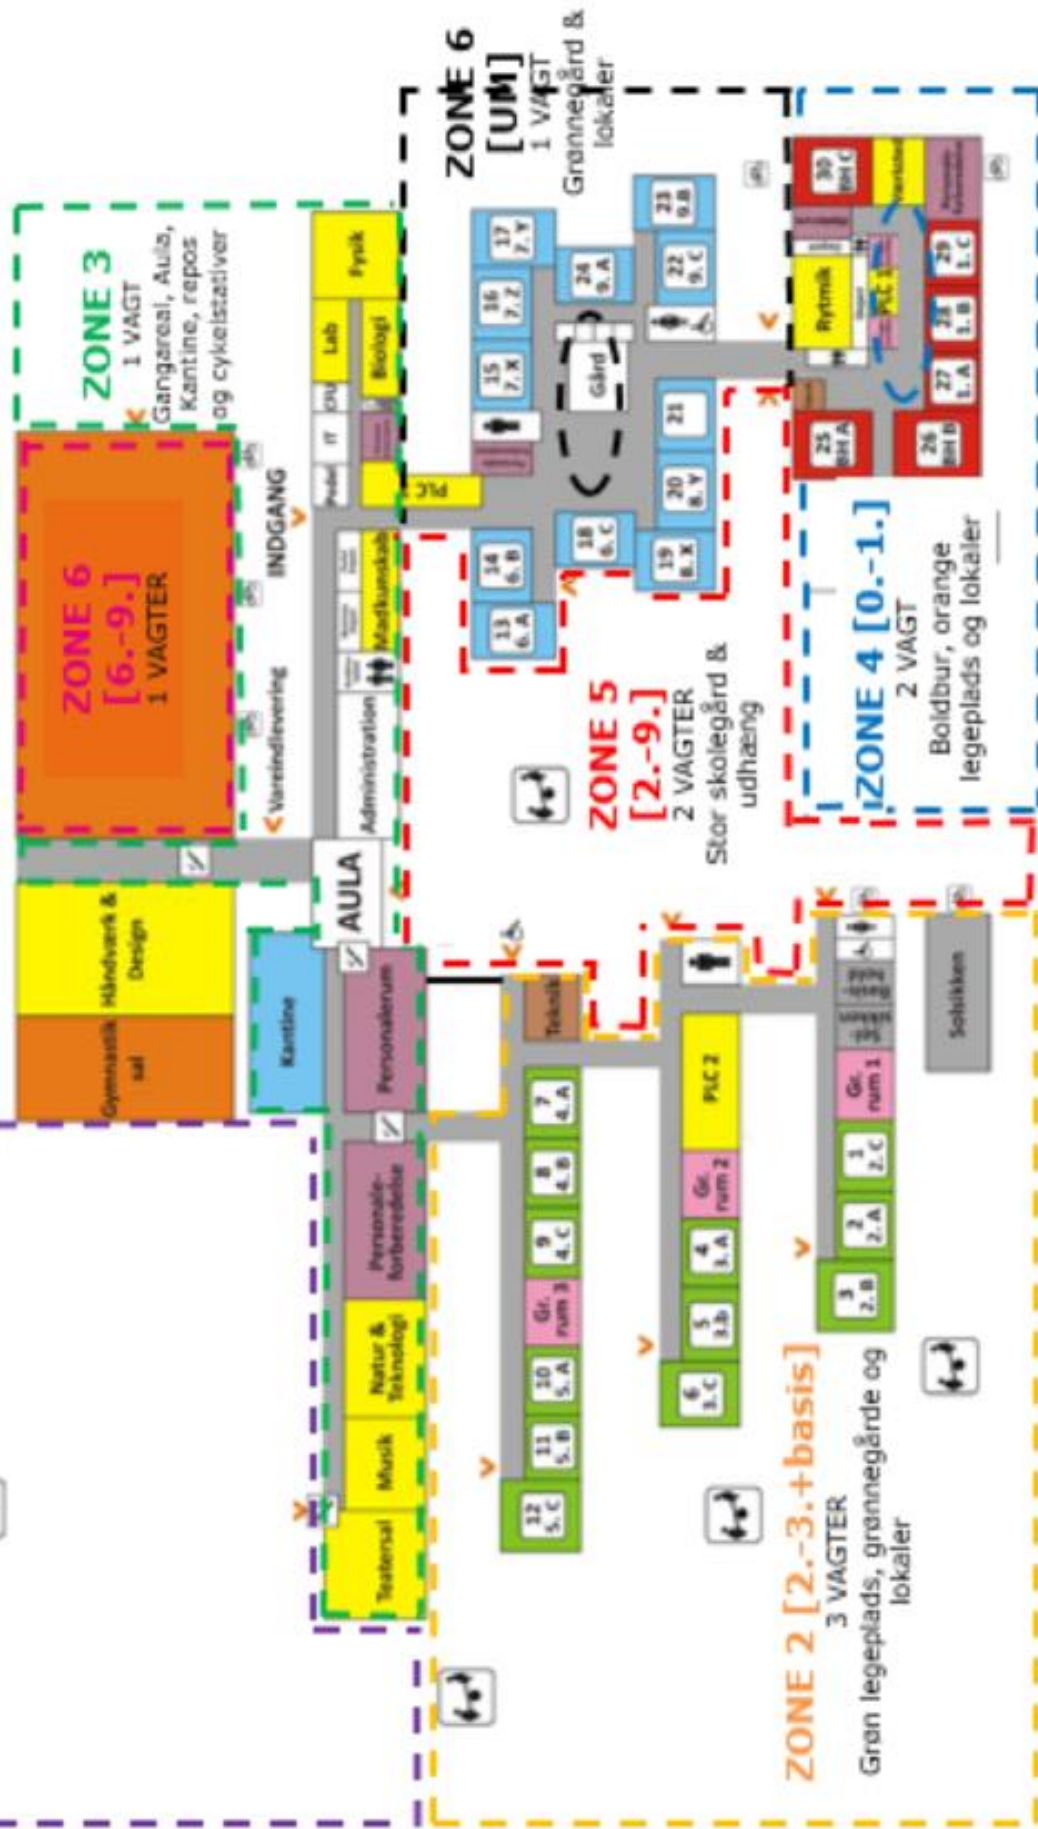 ZONE 3
1 VAGT
Gangareal, Aula,
Kantine, repos
og cykelstativer
ZONE 6
[6.-9.]
1 VAGTER
ZONE 6
[UM]
1 VAGT
Grønnegård &
lokaler
ZONE 5
[2.-9.]
2 VAGTER
Stor skolegård &
udhæng
ZONE 4 [0.-1.]
2 VAGT
Boldbur, orange
legeplads og lokaler
ZONE 2 [2.-3.+basis]
3 VAGTER
Grøn legeplads, grønnegårde og
lokaler
INDGANG
Vareindlevering
Gymnastik
sal
Håndværk &
Design
Kantine
AULA
Administration
Madkunskab
Pedel
IT
CFU
Lab
Fysik
Biologi
PLC
Personalerum
Personale-
forberedelse
Natur &
Teknologi
Musik
Teatersal
Teknik
7
4. A
8
4. B
9
4. C
Gr.
rum 3
10
5. A
11
5. B
12
5. C
PLC 2
Gr.
rum 2
4
3. A
5
3.b
6
3. C
Sol-
sikken
Basis-
hold
Gr.
rum 1
1
2. C
2
2. A
3
2. B
Solsikken
13
6. A
14
6. B
15
7. X
16
7. Z
17
7. Y
18
6. C
Gård
24
9. A
19
8. X
20
8. Y
21
22
9. C
23
9.B
25
BH A
26
BH B
Rytmik
PLC 1
27
1. A
28
1. B
29
1. C
30
BH C
Værksted